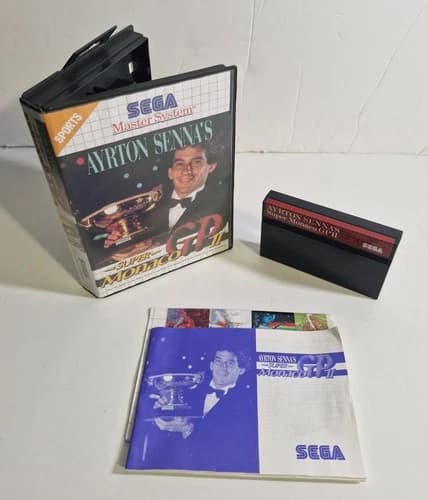 SPORTS
SEGA
Master System
AYRTON SENNA'S
SUPER
MONACO GP II
AYRTON SENNA'S
Super Monaco GP II
SEGA
AYRTON SENNA'S
SUPER
MONACO GP II
SEGA